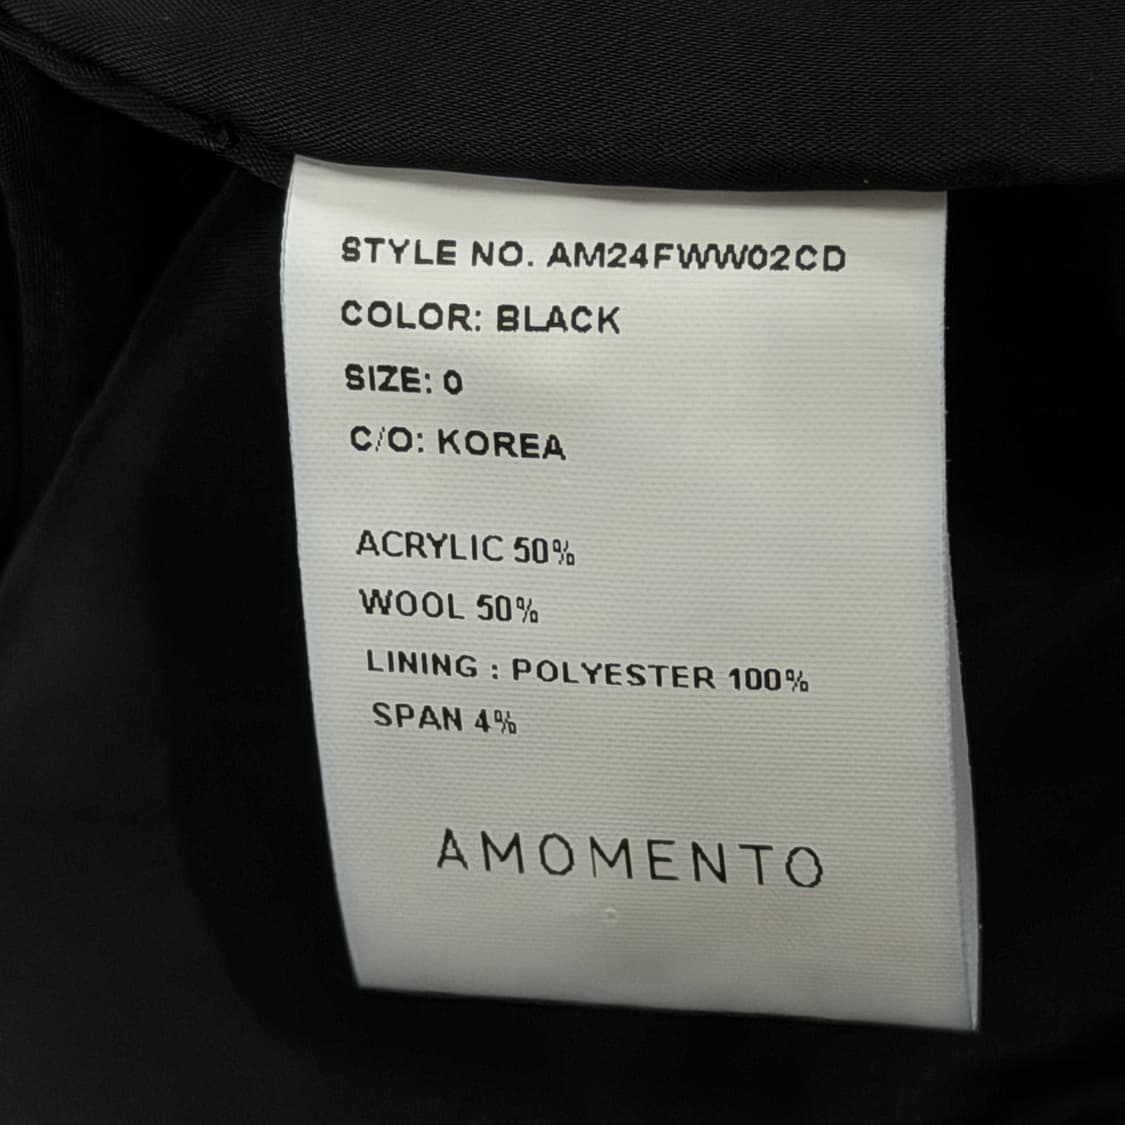 STYLE NO. AM24FWW02CD
COLOR: BLACK
SIZE: 0
C/O: KOREA
ACRYLIC 50%
WOOL 50%
LINING : POLYESTER 100%
SPAN 4%
AMOMENTO